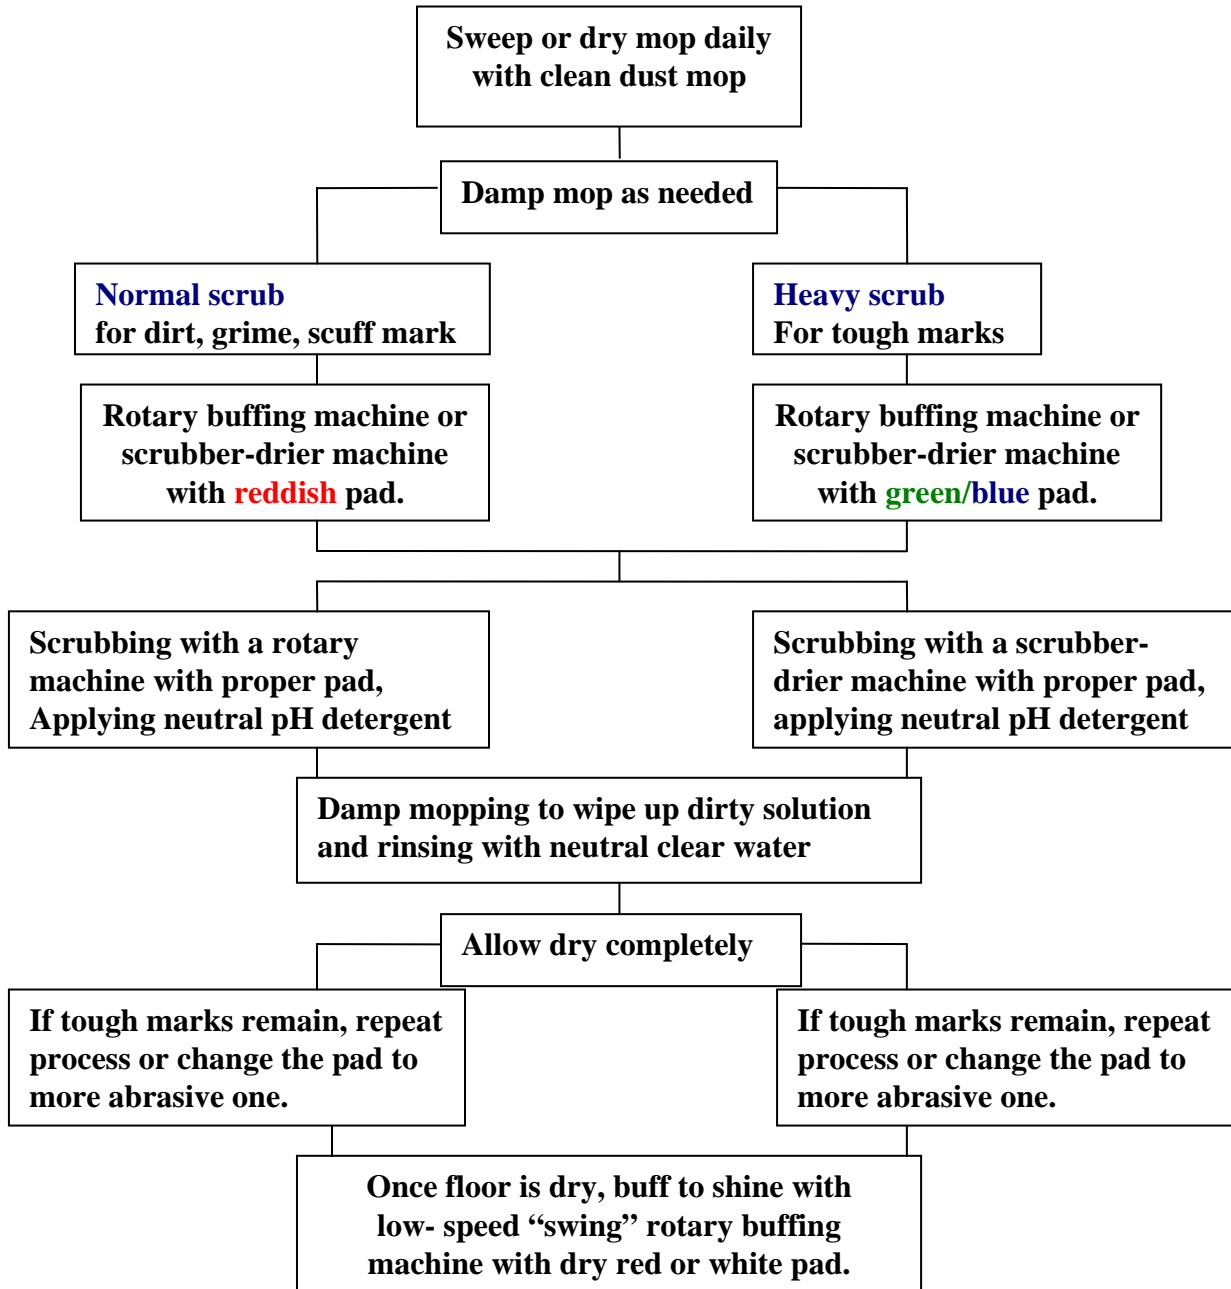 Sweep or dry mop daily
with clean dust mop
Damp mop as needed
Normal scrub
for dirt, grime, scuff mark
Heavy scrub
For tough marks
Rotary buffing machine or
scrubber-drier machine
with reddish pad.
Rotary buffing machine or
scrubber-drier machine
with green/blue pad.
Scrubbing with a rotary
machine with proper pad,
Applying neutral pH detergent
Scrubbing with a scrubber-
drier machine with proper pad,
applying neutral pH detergent
Damp mopping to wipe up dirty solution
and rinsing with neutral clear water
Allow dry completely
If tough marks remain, repeat
process or change the pad to
more abrasive one.
If tough marks remain, repeat
process or change the pad to
more abrasive one.
Once floor is dry, buff to shine with
low- speed “swing” rotary buffing
machine with dry red or white pad.